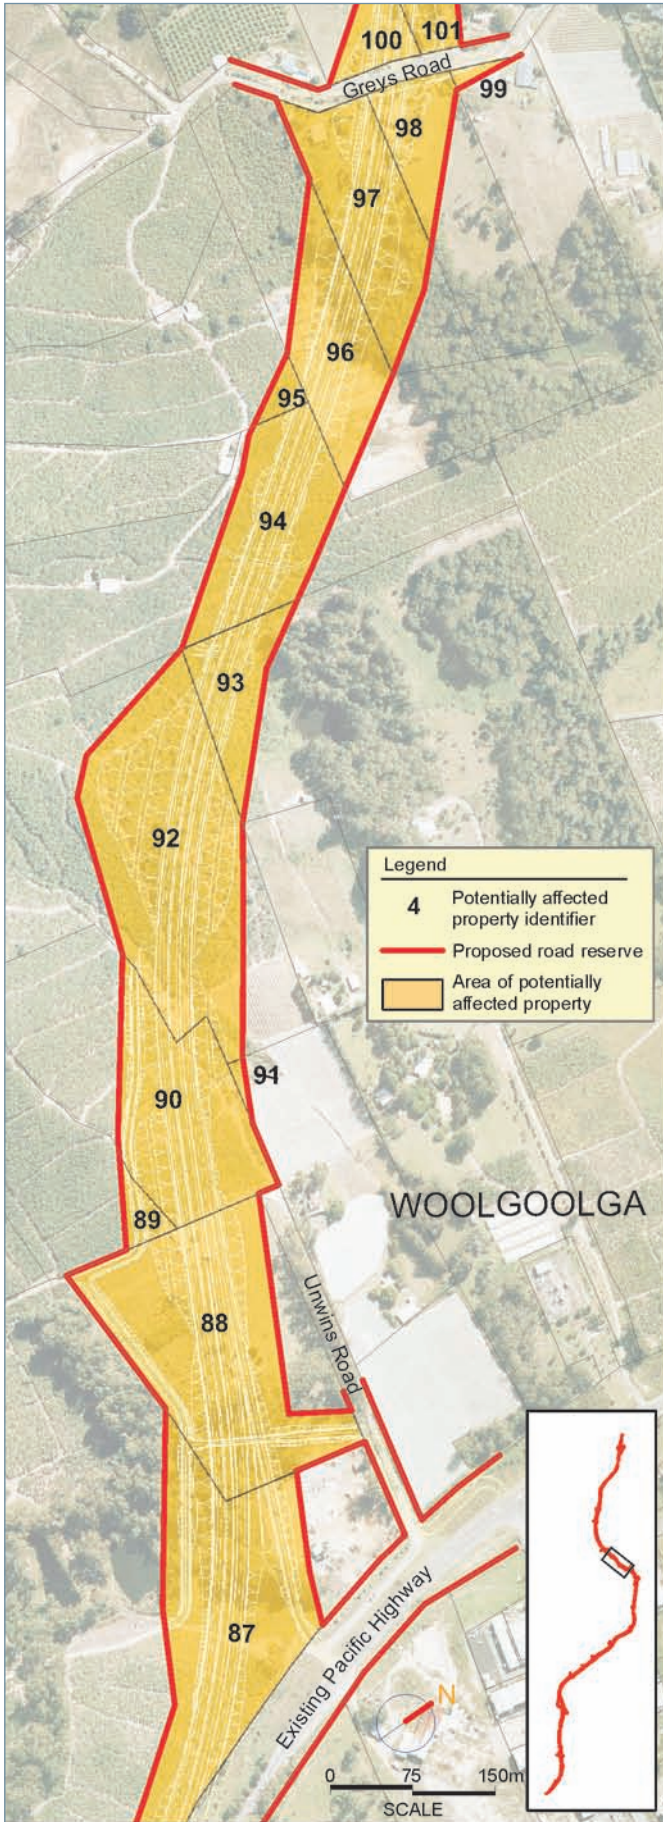 100
101
Greys Road
99
98
97
96
95
94
93
92
Legend
4 Potentially affected
property identifier
Proposed road reserve
Area of potentially
affected property
91
90
WOOLGOOLGA
89
88
Unwins Road
87
Existing Pacific Highway
N
0 75 150m
SCALE